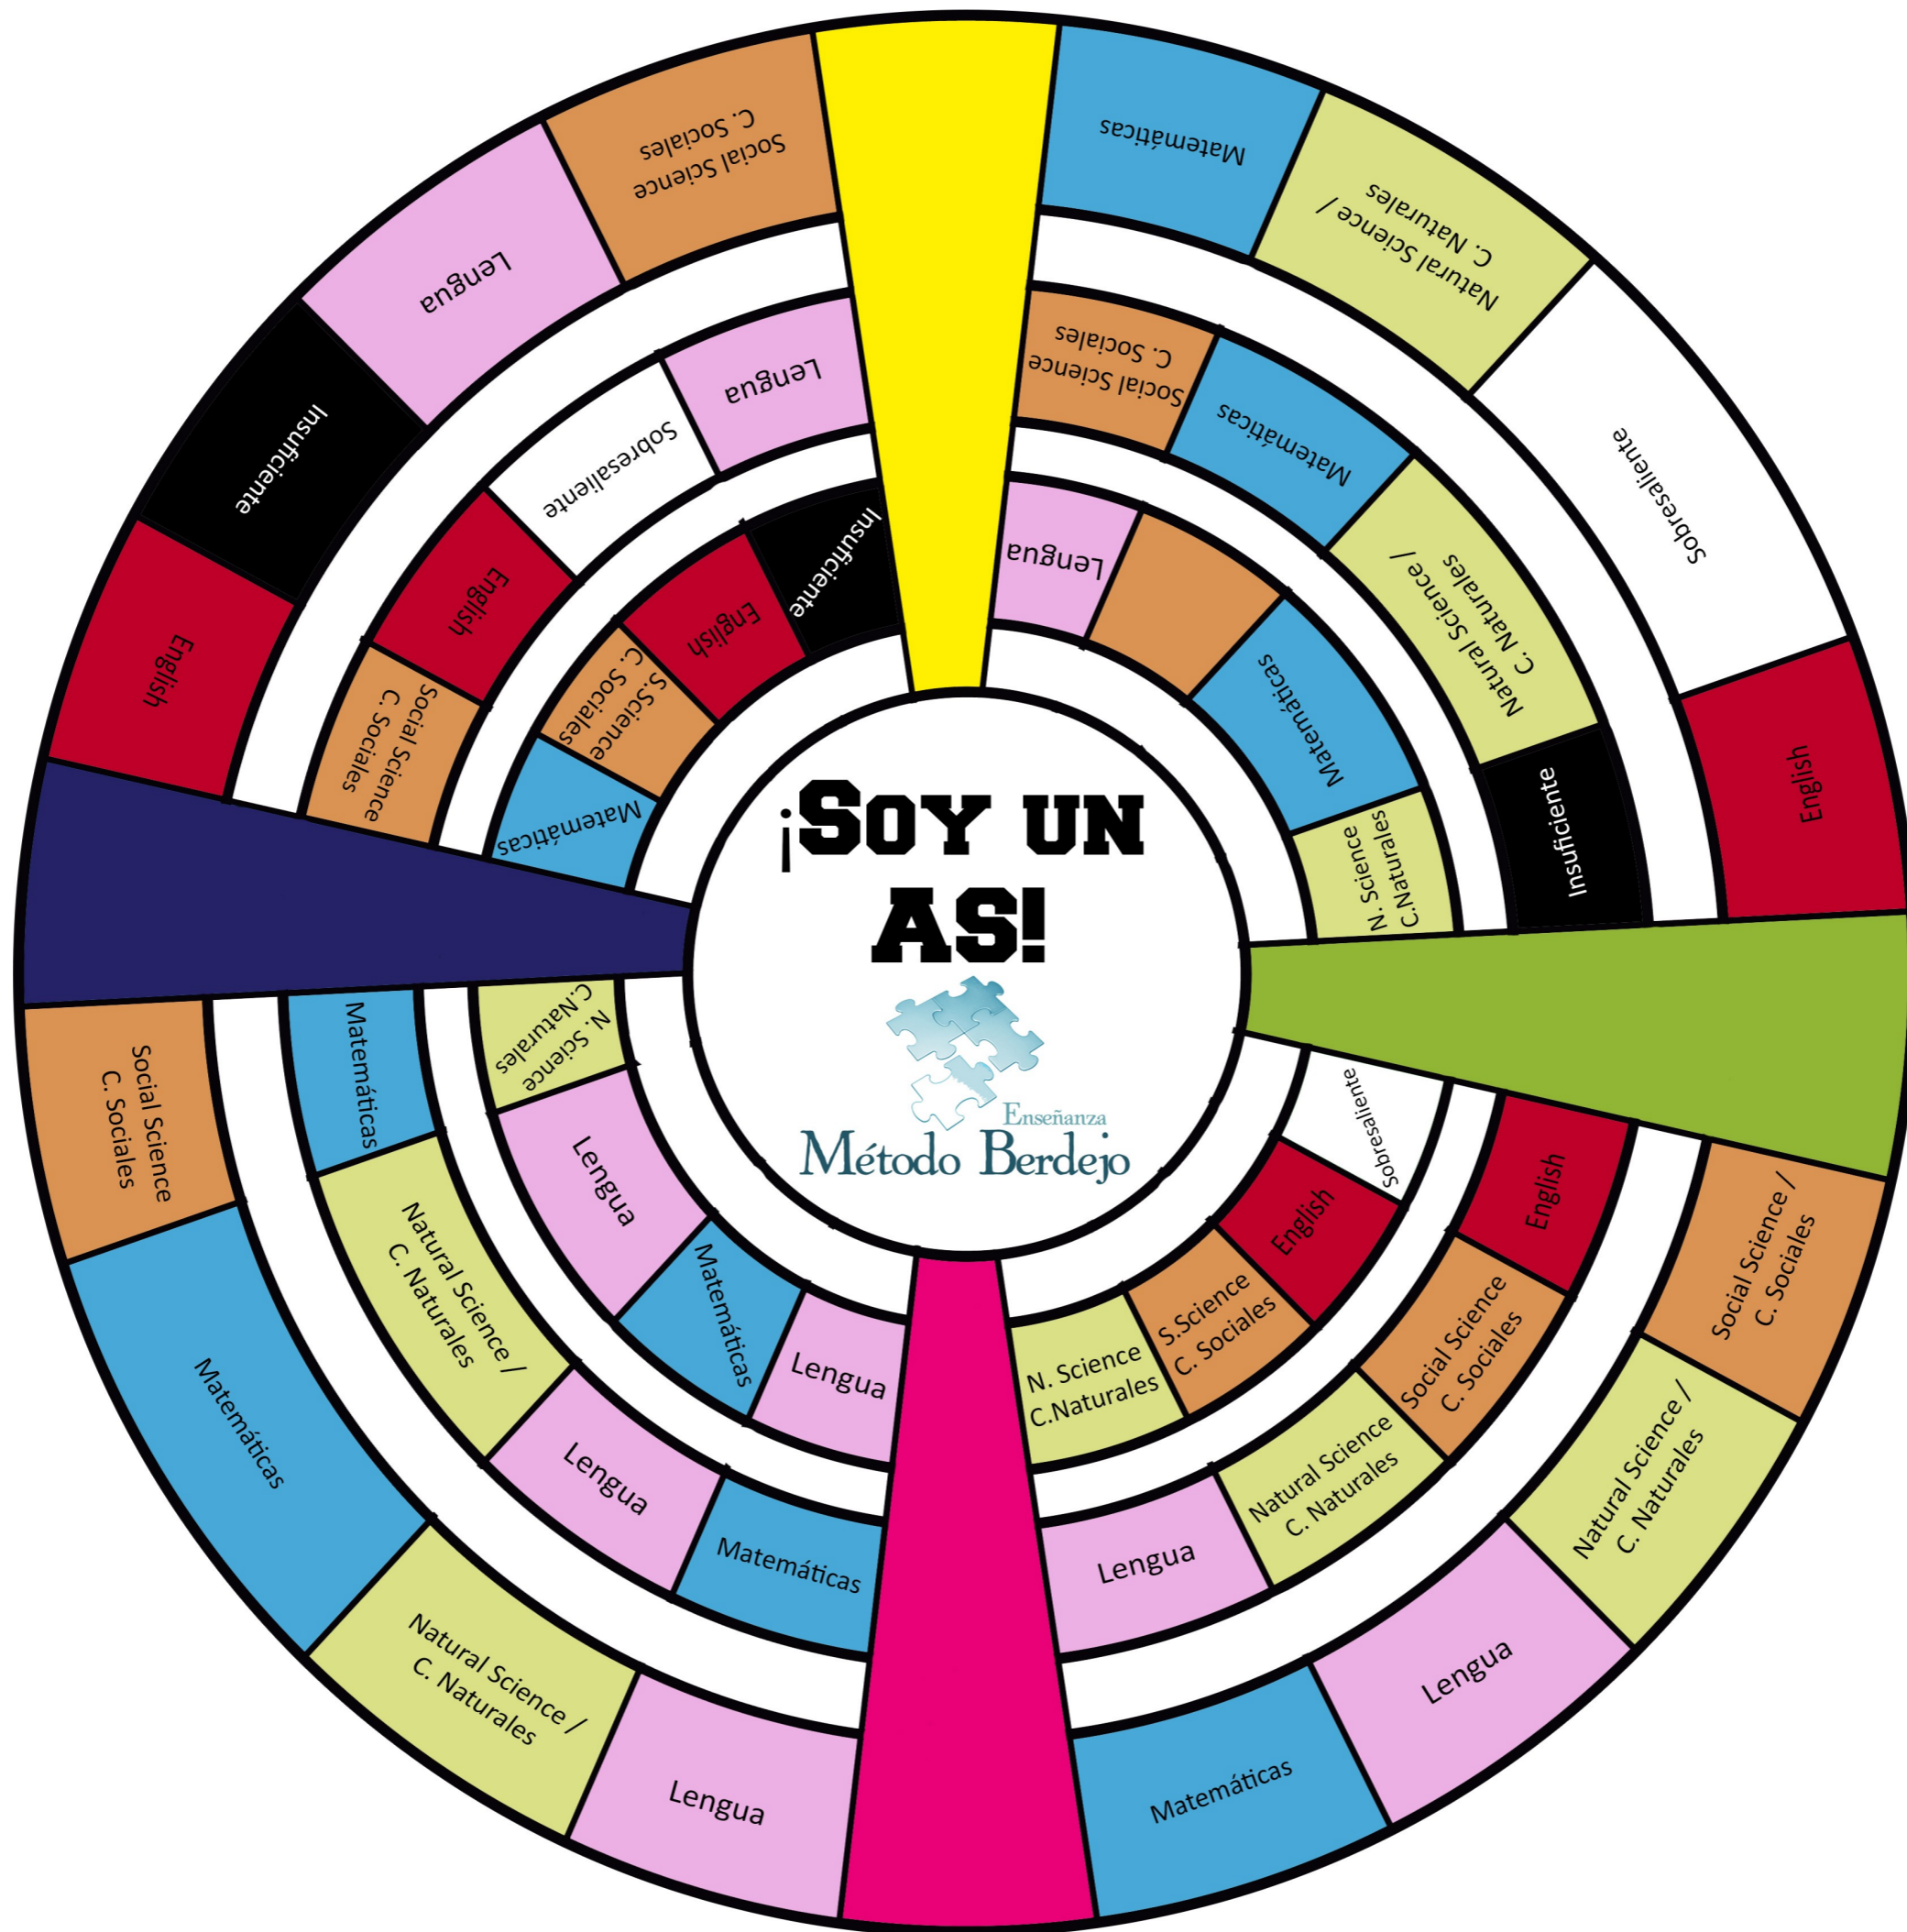 Matemáticas
Natural Science /
C. Naturales
Sobresaliente
English
Social Science /
C. Sociales
Natural Science /
C. Naturales
Lengua
Matemáticas
Lengua
Natural Science /
C. Naturales
Matemáticas
Social Science
C. Sociales
English
Insuficiente
Lengua
Social Science
C. Sociales
Social Science
C. Sociales
Matemáticas
Natural Science /
C. Naturales
Insuficiente
English
Social Science
C. Sociales
Natural Science
C. Naturales
Lengua
Matemáticas
Lengua
Natural Science /
C. Naturales
Matemáticas
Social Science
C. Sociales
English
Sobresaliente
Lengua
Lengua
Matemáticas
N. Science
C.Naturales
Sobresaliente
English
S.Science
C. Sociales
N. Science
C.Naturales
Lengua
Matemáticas
Lengua
N. Science
C.Naturales
Matemáticas
S.Science
C. Sociales
English
Insuficiente
¡SOY UN
AS!
Enseñanza
Método Berdejo